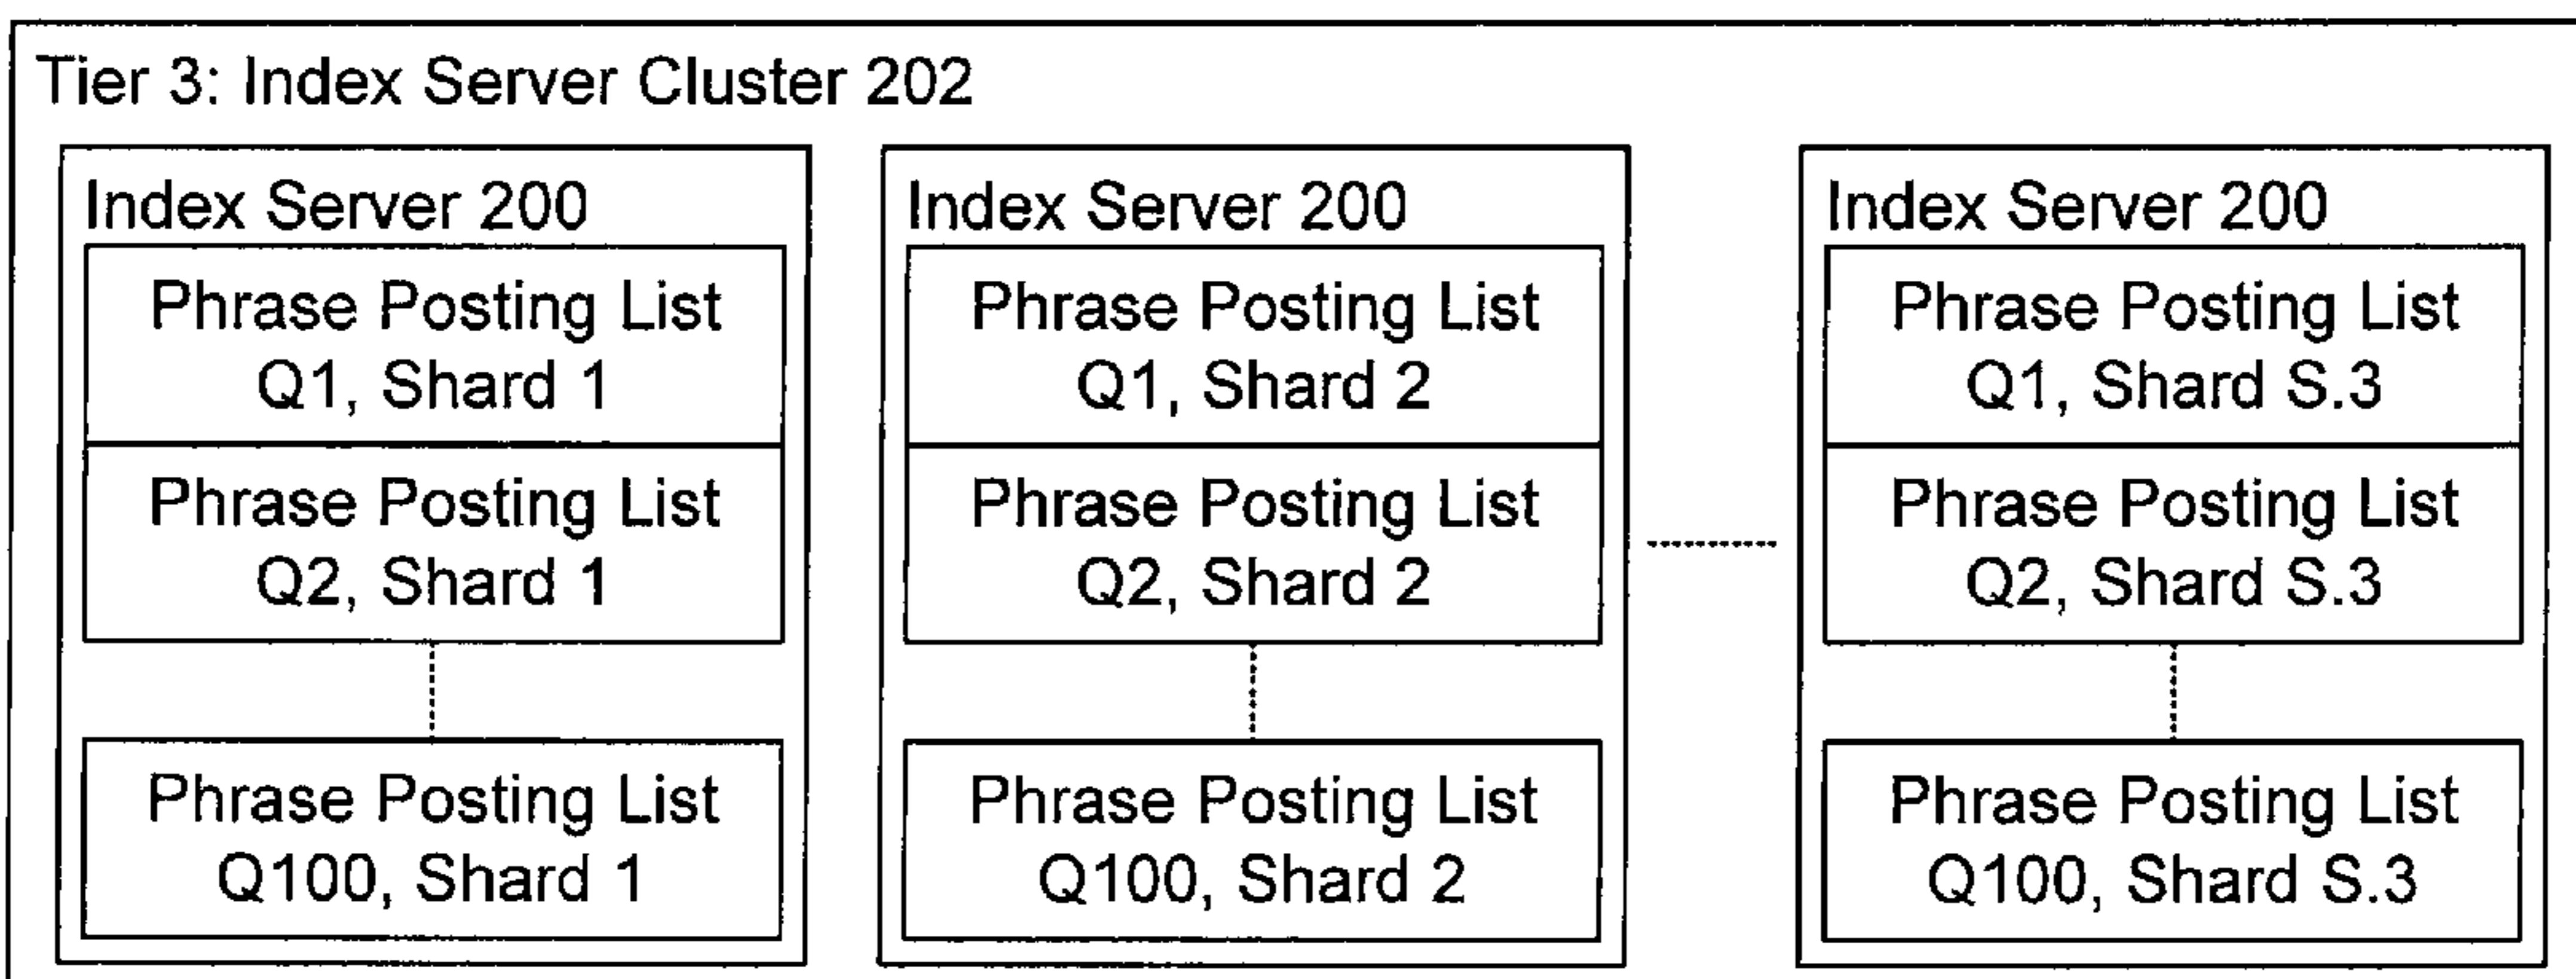 Tier 3: Index Server Cluster 202
Index Server 200
Phrase Posting List
Q1, Shard 1
Phrase Posting List
Q2, Shard 1
Phrase Posting List
Q100, Shard 1
Index Server 200
Phrase Posting List
Q1, Shard 2
Phrase Posting List
Q2, Shard 2
Phrase Posting List
Q100, Shard 2
Index Server 200
Phrase Posting List
Q1, Shard S.3
Phrase Posting List
Q2, Shard S.3
Phrase Posting List
Q100, Shard S.3